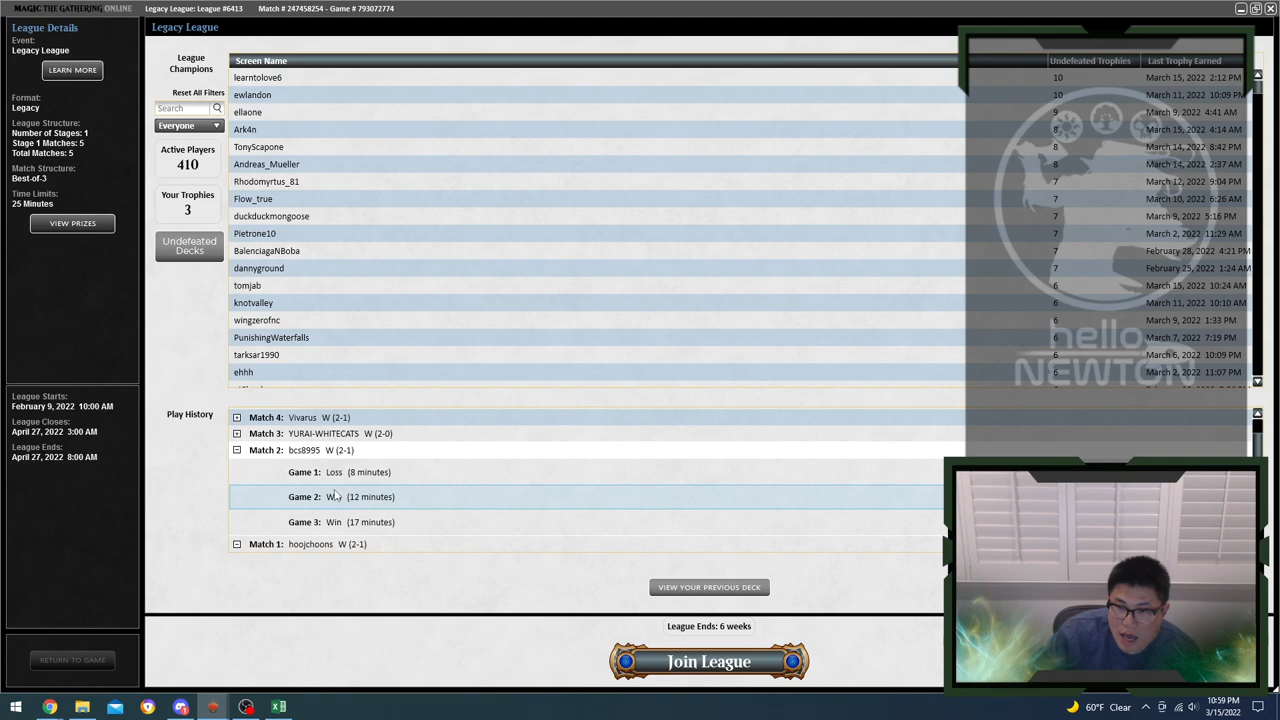 MAGIC THE GATHERING ONLINE
Legacy League: League #6413
Match # 247458254 - Game # 793072774
League Details
Event:
Legacy League
LEARN MORE
Format:
Legacy
League Structure:
Number of Stages: 1
Stage 1 Matches: 5
Total Matches: 5
Match Structure:
Best-of-3
Time Limits:
25 Minutes
VIEW PRIZES
League Starts:
February 9, 2022 10:00 AM
League Closes:
April 27, 2022 3:00 AM
League Ends:
April 27, 2022 8:00 AM
RETURN TO GAME
Legacy League
League Champions
Reset All Filters
Search
Everyone
Active Players
410
Your Trophies
3
Undefeated Decks
Screen Name Undefeated Trophies Last Trophy Earned
learntolove6 10 March 15, 2022 2:12 PM
ewlandon 10 March 11, 2022 10:09 PM
ellaone 9 March 9, 2022 4:41 AM
Ark4n 8 March 15, 2022 4:14 AM
TonyScapone 8 March 14, 2022 8:42 PM
Andreas_Mueller 8 March 14, 2022 2:37 AM
Rhodomyrtus_81 7 March 12, 2022 9:04 PM
Flow_true 7 March 10, 2022 6:26 AM
duckduckmongoose 7 March 9, 2022 5:16 PM
Pietrone10 7 March 2, 2022 11:29 AM
BalenciagaNBoba 7 February 28, 2022 4:21 PM
dannyground 7 February 25, 2022 1:24 AM
tomjab 6 March 15, 2022 10:24 AM
knotvalley 6 March 11, 2022 10:10 AM
wingzerofnc 6 March 9, 2022 1:33 PM
PunishingWaterfalls 6 March 7, 2022 7:19 PM
tarksar1990 6 March 6, 2022 10:09 PM
ehhh 6 March 2, 2022 11:07 PM
hello
NEWTON
Play History
Match 4: Vivarus W (2-1)
Match 3: YURAI-WHITECATS W (2-0)
Match 2: bcs8995 W (2-1)
Game 1: Loss (8 minutes)
Game 2: (12 minutes)
Game 3: Win (17 minutes)
Match 1: hoojchoons W (2-1)
VIEW YOUR PREVIOUS DECK
League Ends: 6 weeks
Join League
60°F Clear
10:59 PM
3/15/2022